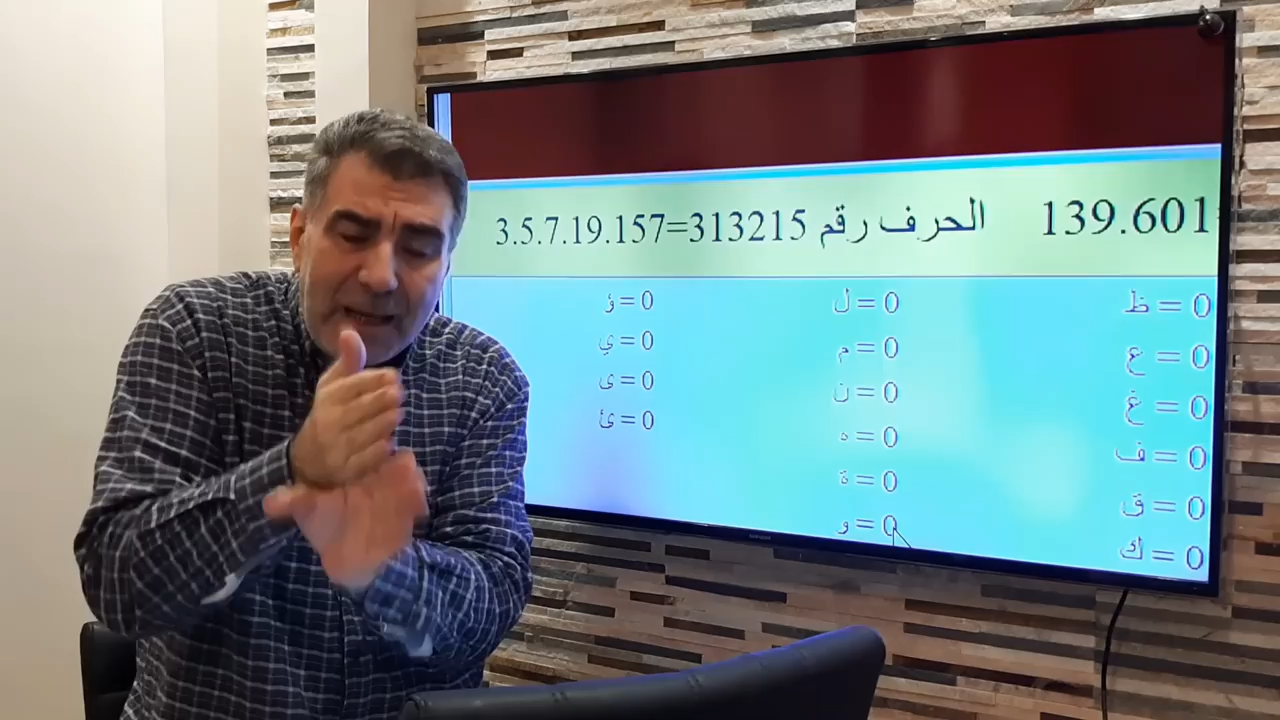 139.601=
الحرف رقم 313215=3.5.7.19.157
ظ = 0
ع = 0
غ = 0
ف = 0
ق = 0
ك = 0
ل = 0
م = 0
ن = 0
ه = 0
ة = 0
و = 0
ؤ = 0
ي = 0
ى = 0
ئ = 0